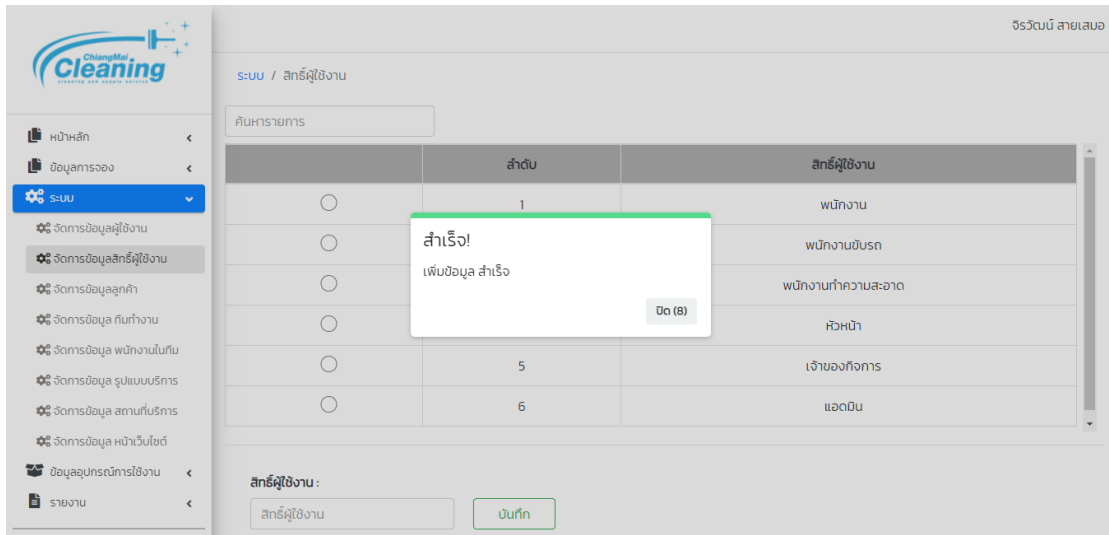 จิรวัฒน์ สายเสมอ
ChiangMai
Cleaning
cleaning and supply service
ระบบ / สิทธิ์ผู้ใช้งาน
ค้นหารายการ
หน้าหลัก
ข้อมูลการจอง
ระบบ
จัดการข้อมูลผู้ใช้งาน
จัดการข้อมูลสิทธิ์ผู้ใช้งาน
จัดการข้อมูลลูกค้า
จัดการข้อมูล ทีมทำงาน
จัดการข้อมูล พนักงานในทีม
จัดการข้อมูล รูปแบบบริการ
จัดการข้อมูล สถานที่บริการ
จัดการข้อมูล หน้าเว็บไซต์
ข้อมูลอุปกรณ์การใช้งาน
รายงาน
ลำดับ สิทธิ์ผู้ใช้งาน
1 พนักงาน
พนักงานขับรถ
พนักงานทำความสะอาด
หัวหน้า
5 เจ้าของกิจการ
6 แอดมิน
สำเร็จ!
เพิ่มข้อมูล สำเร็จ
ปิด (8)
สิทธิ์ผู้ใช้งาน :
สิทธิ์ผู้ใช้งาน
บันทึก